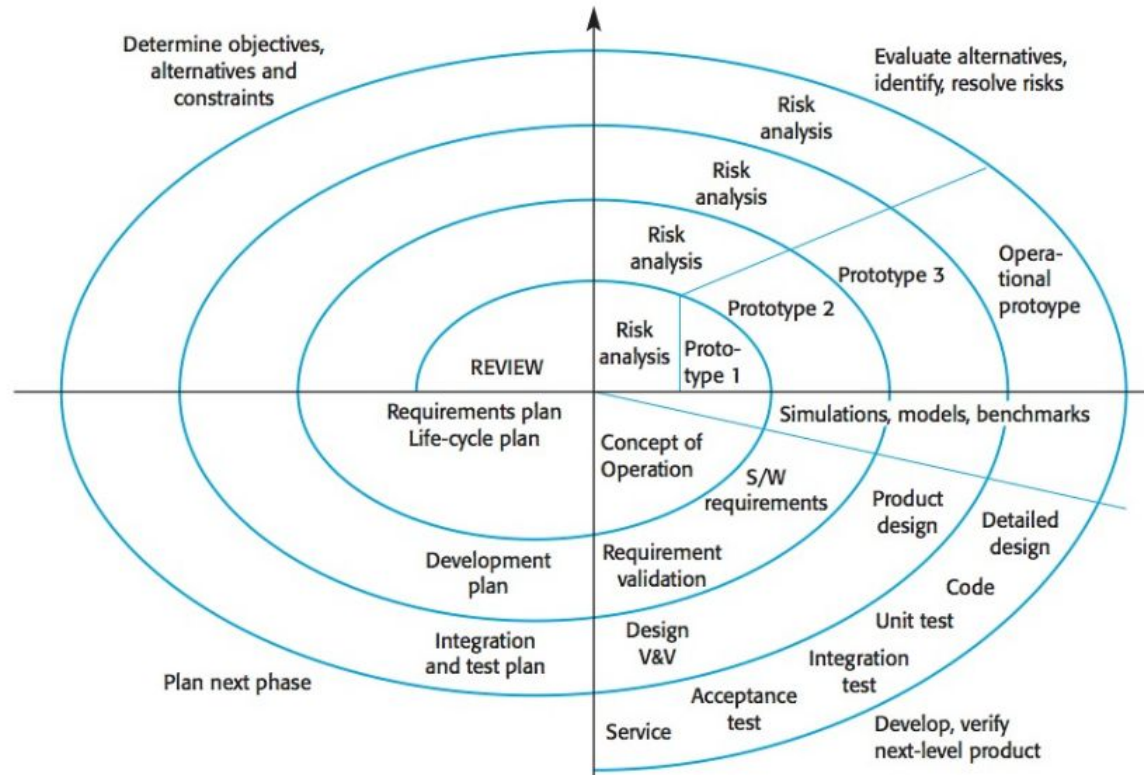 Determine objectives,
alternatives and
constraints
Evaluate alternatives,
identify, resolve risks
Risk
analysis
Risk
analysis
Risk
analysis
Risk
analysis
Proto-
type 1
Prototype 2
Prototype 3
Opera-
tional
protoype
REVIEW
Requirements plan
Life-cycle plan
Development
plan
Integration
and test plan
Plan next phase
Simulations, models, benchmarks
Concept of
Operation
S/W
requirements
Requirement
validation
Product
design
Design
V&V
Detailed
design
Code
Unit test
Integration
test
Acceptance
test
Service
Develop, verify
next-level product